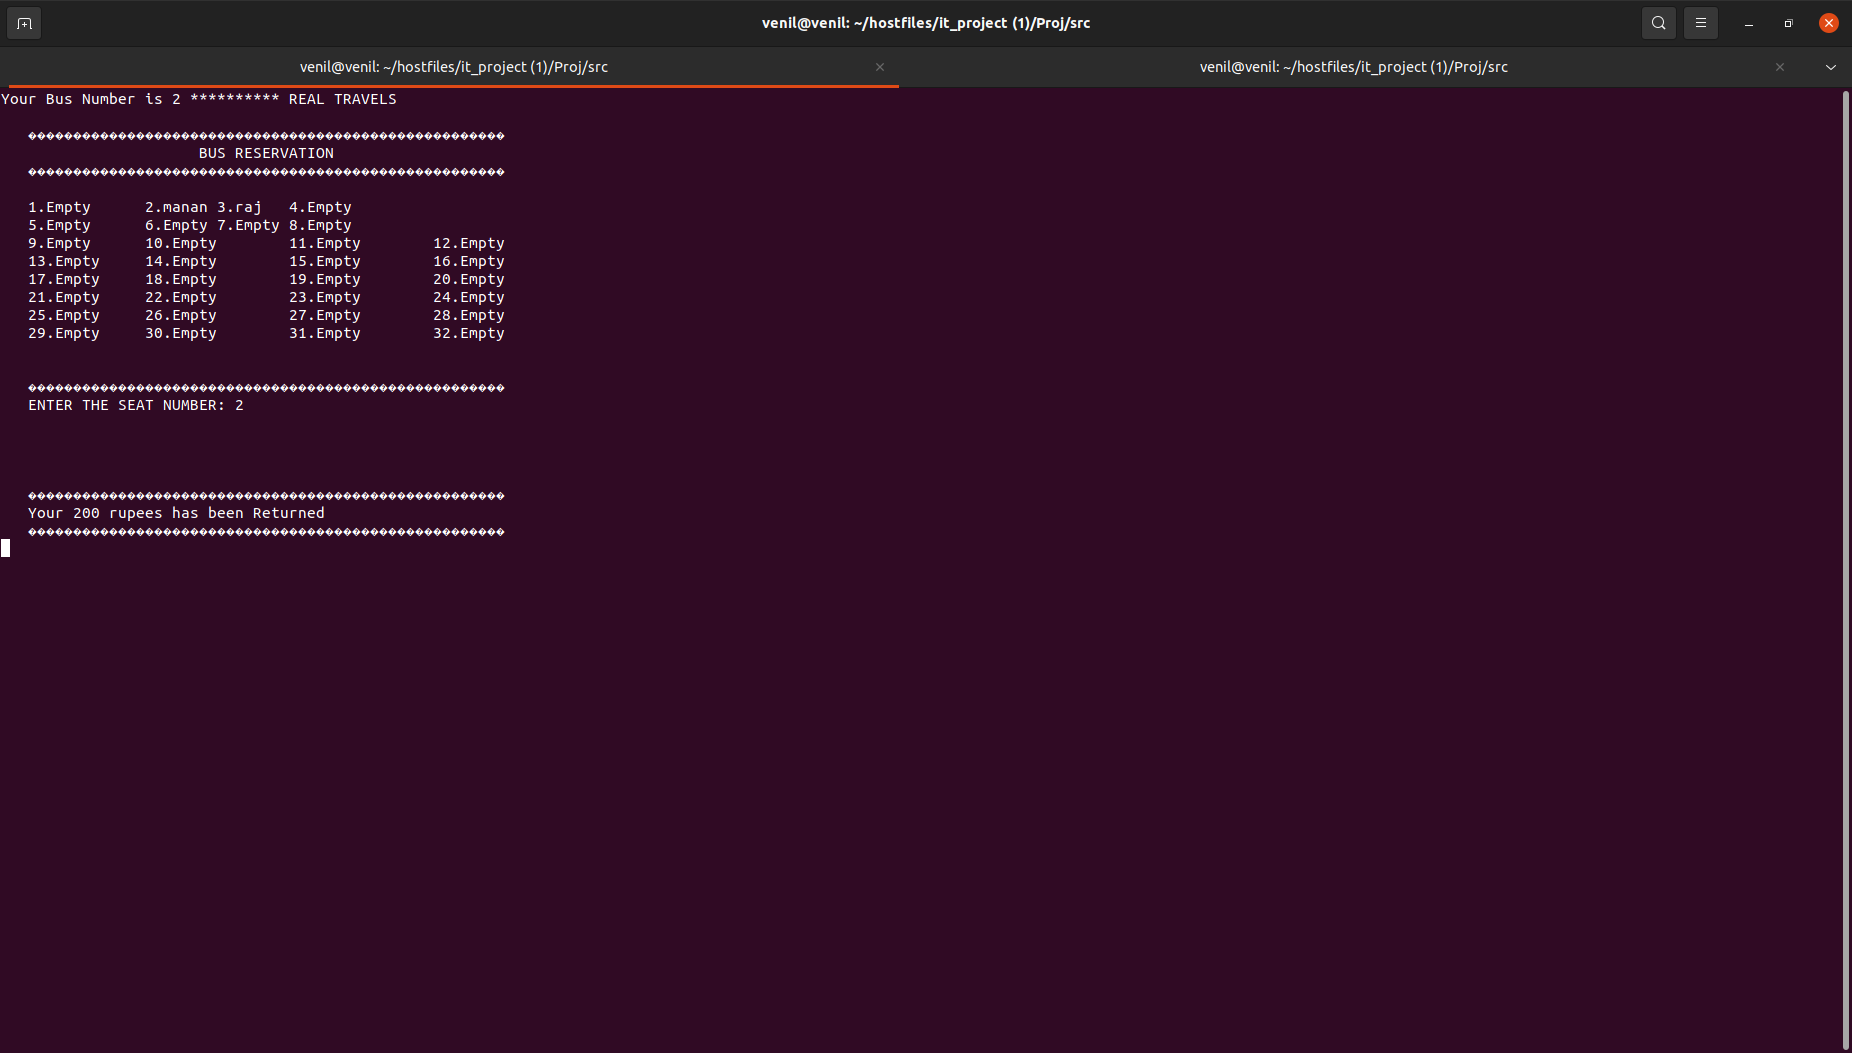 venil@venil: ~/hostfiles/it_project (1)/Proj/src
venil@venil: ~/hostfiles/it_project (1)/Proj/src
venil@venil: ~/hostfiles/it_project (1)/Proj/src
Your Bus Number is 2 ********** REAL TRAVELS
�����������������������������������������������������
BUS RESERVATION
�����������������������������������������������������
1.Empty 2.manan 3.raj 4.Empty
5.Empty 6.Empty 7.Empty 8.Empty
9.Empty 10.Empty 11.Empty 12.Empty
13.Empty 14.Empty 15.Empty 16.Empty
17.Empty 18.Empty 19.Empty 20.Empty
21.Empty 22.Empty 23.Empty 24.Empty
25.Empty 26.Empty 27.Empty 28.Empty
29.Empty 30.Empty 31.Empty 32.Empty
�����������������������������������������������������
ENTER THE SEAT NUMBER: 2
�����������������������������������������������������
Your 200 rupees has been Returned
�����������������������������������������������������